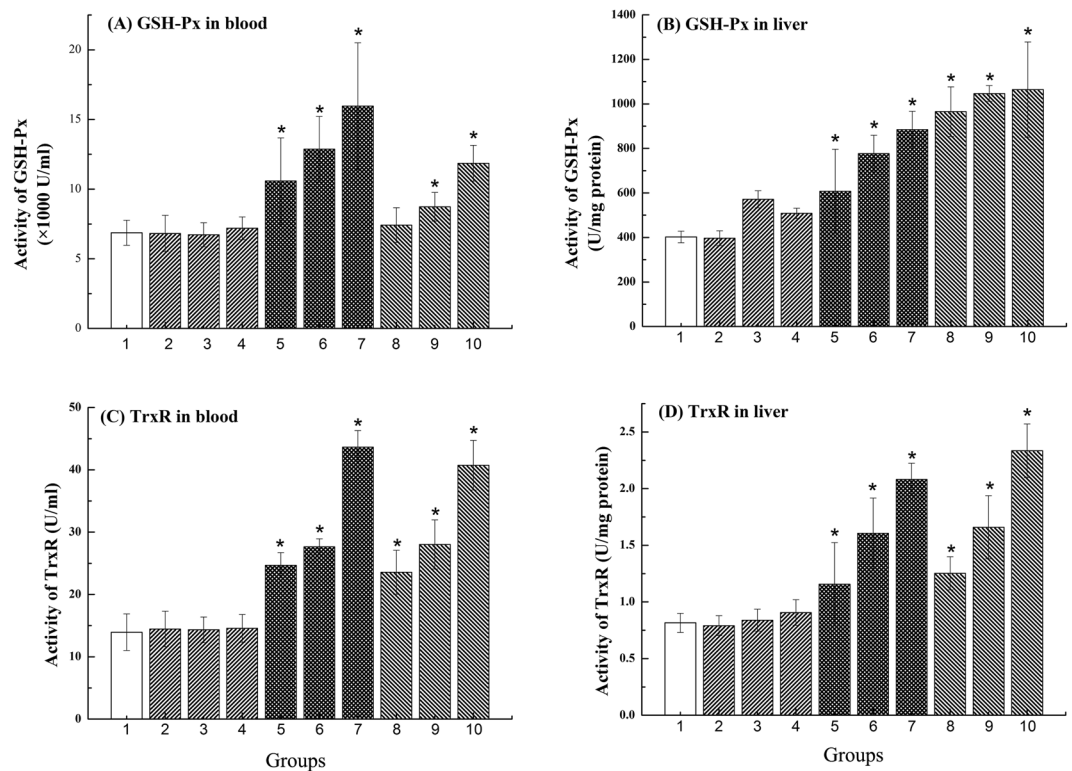 (A) GSH-Px in blood
Activity of GSH-Px
(×1000 U/ml)
20
15
10
5
0
* * * * *
1 2 3 4 5 6 7 8 9 10
(B) GSH-Px in liver
Activity of GSH-Px
(U/mg protein)
1400
1200
1000
800
600
400
200
0
* * * * * *
1 2 3 4 5 6 7 8 9 10
(C) TrxR in blood
Activity of TrxR (U/ml)
50
40
30
20
10
0
* * * * * *
1 2 3 4 5 6 7 8 9 10
Groups
(D) TrxR in liver
Activity of TrxR (U/mg protein)
2.5
2.0
1.5
1.0
0.5
0.0
* * * * * *
1 2 3 4 5 6 7 8 9 10
Groups